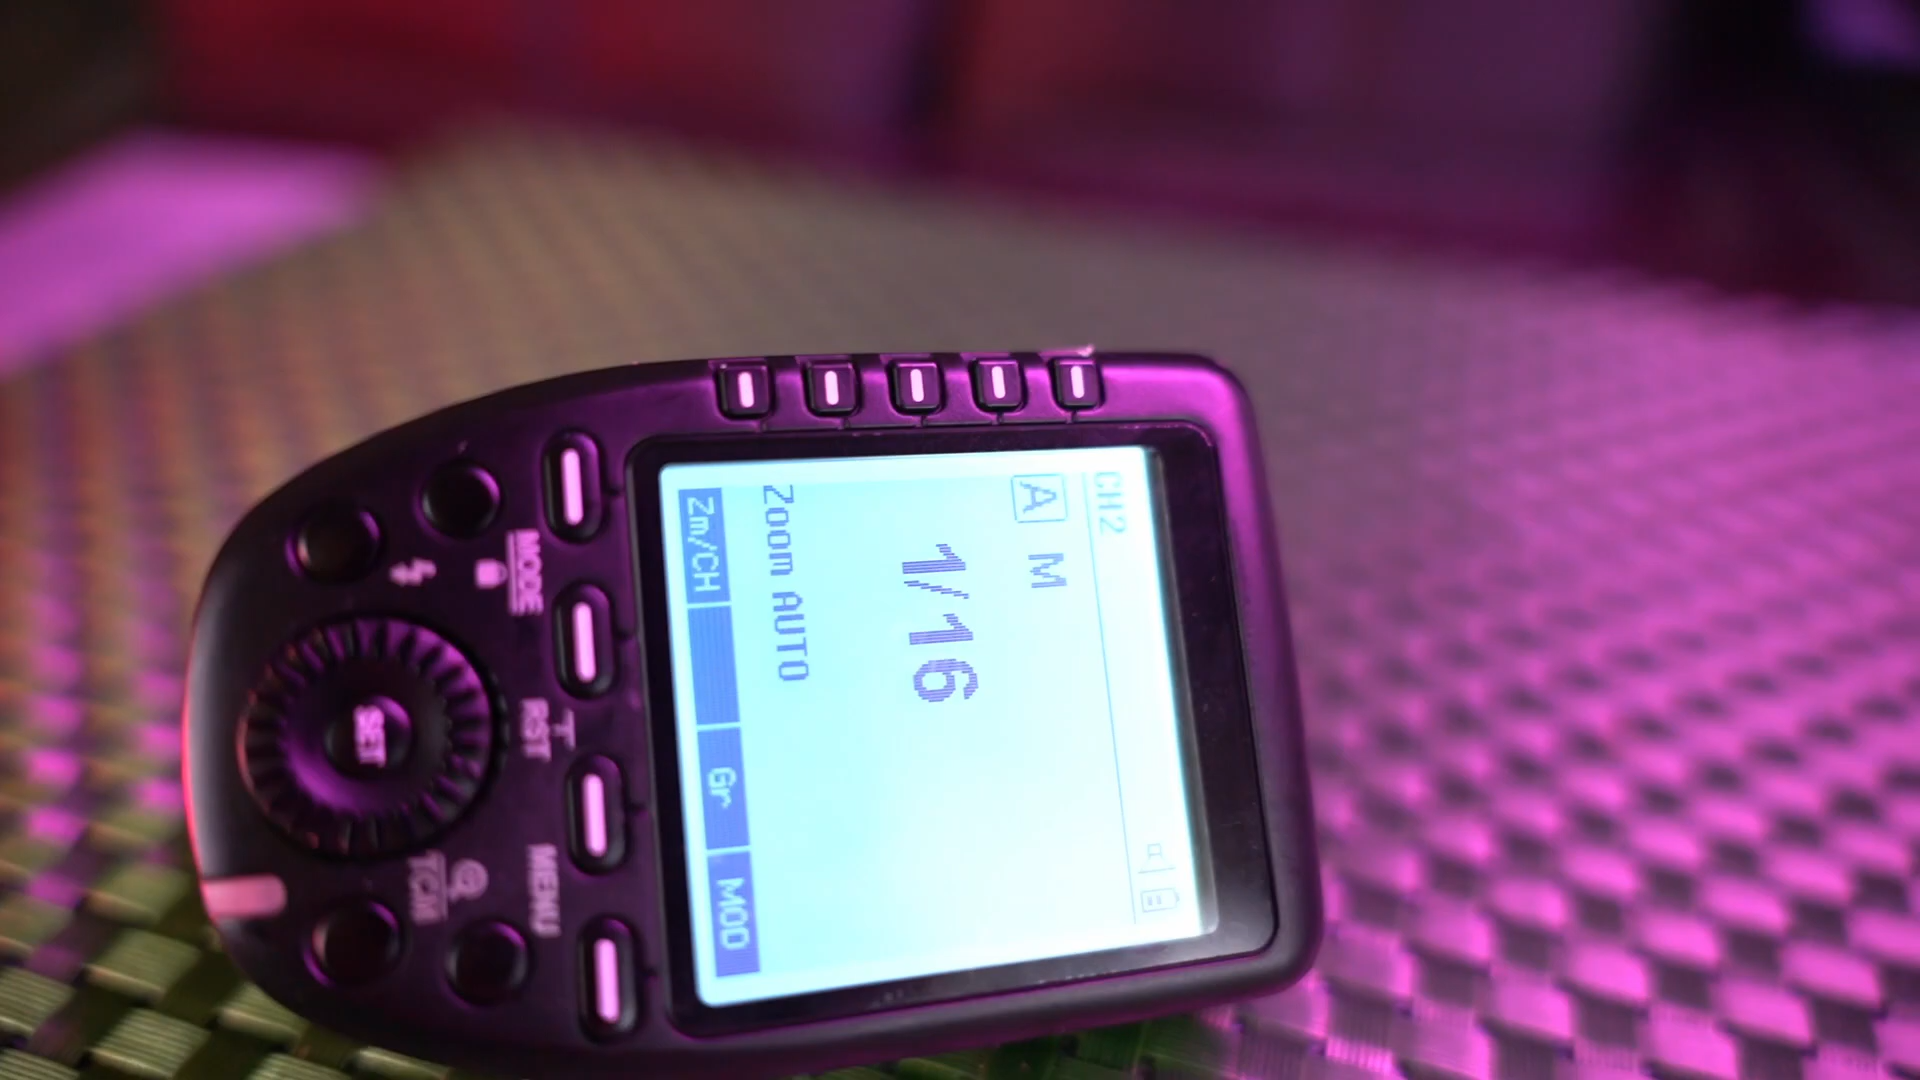 CH2
A M
1/16
Zoom AUTO
Zm/CH Gr MOD
MODE
RST
MENU
TCM
SET